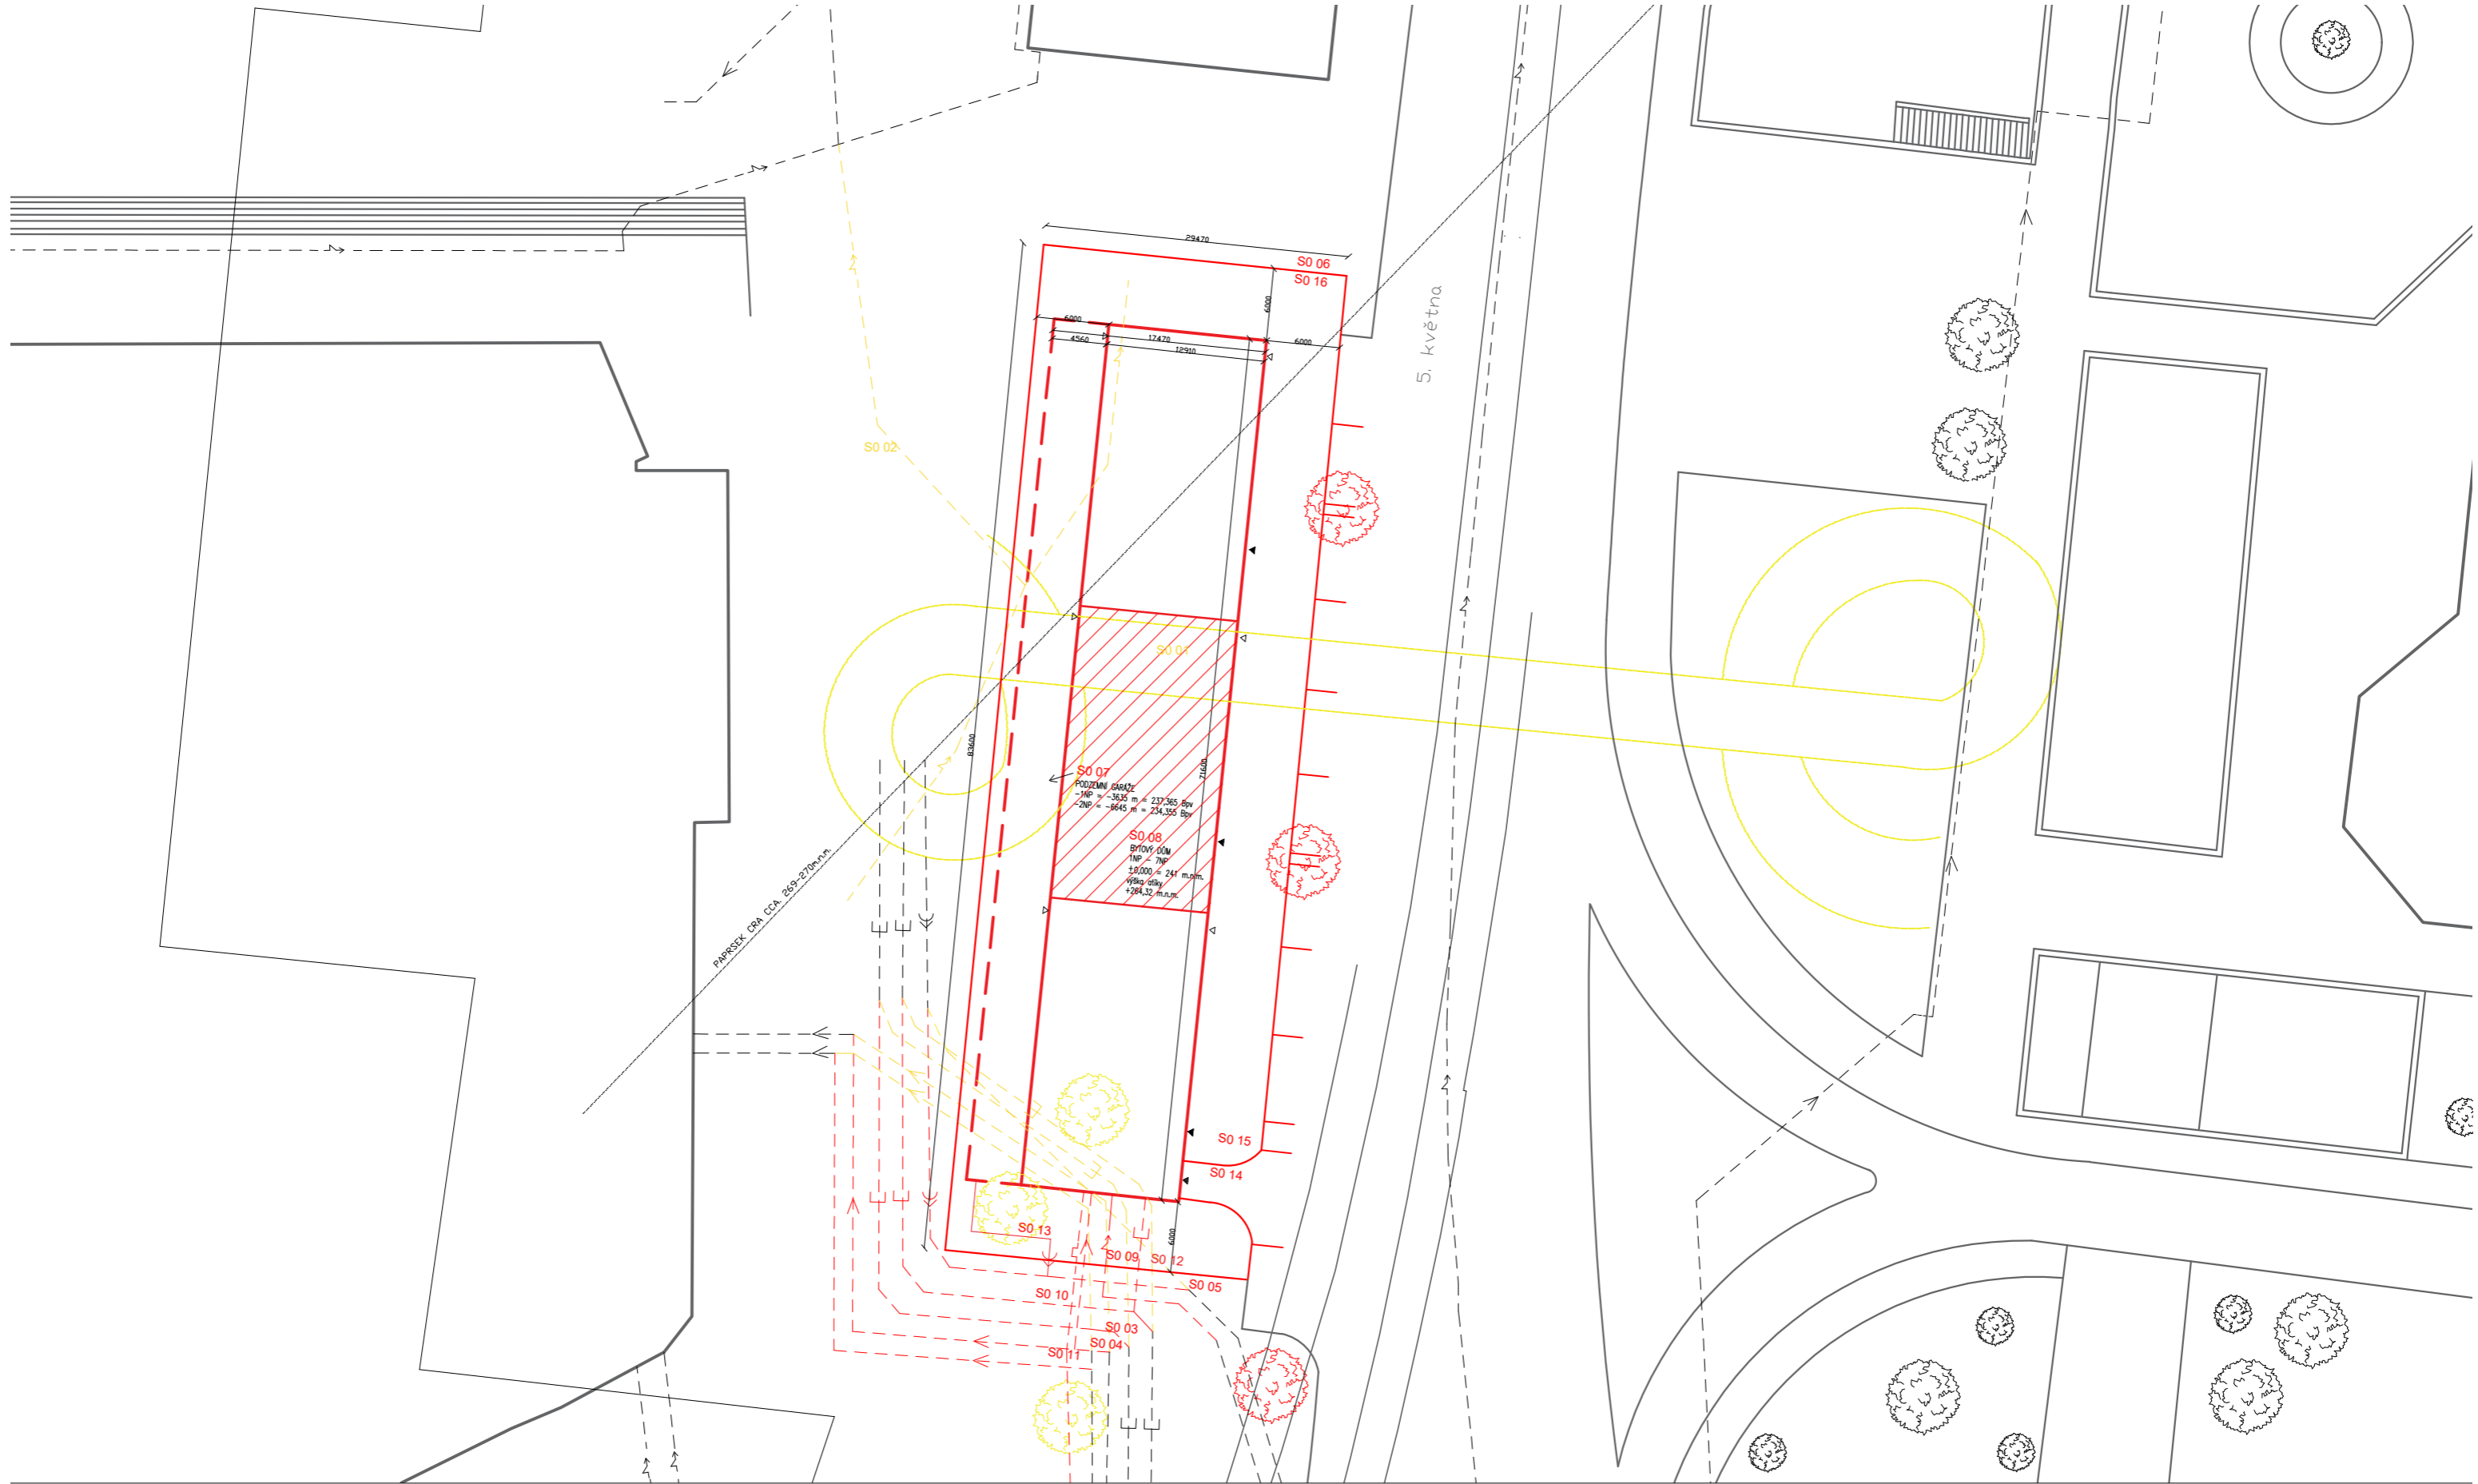 29470
S0 06
S0 16
6000
6000
17470
4560
12910
6000
5. května
S0 02
S0 01
83600
71600
S0 07
PODZEMNÍ GARÁŽE
-1NP = -3635 m = 237,365 Bpv
-2NP = -6645 m = 234,355 Bpv
S0 08
BYTOVÝ DŮM
1NP - 7NP
±0,000 = 241 m.n.m.
výška atiky
+264,32 m.n.m.
PAPRSEK CRA CCA. 269-270m.n.m.
S0 15
S0 14
S0 13
6000
S0 09
S0 12
S0 05
S0 10
S0 03
S0 04
S0 11